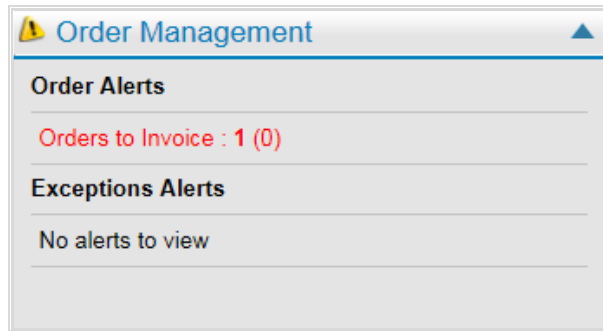 Order Management
Order Alerts
Orders to Invoice : 1 (0)
Exceptions Alerts
No alerts to view